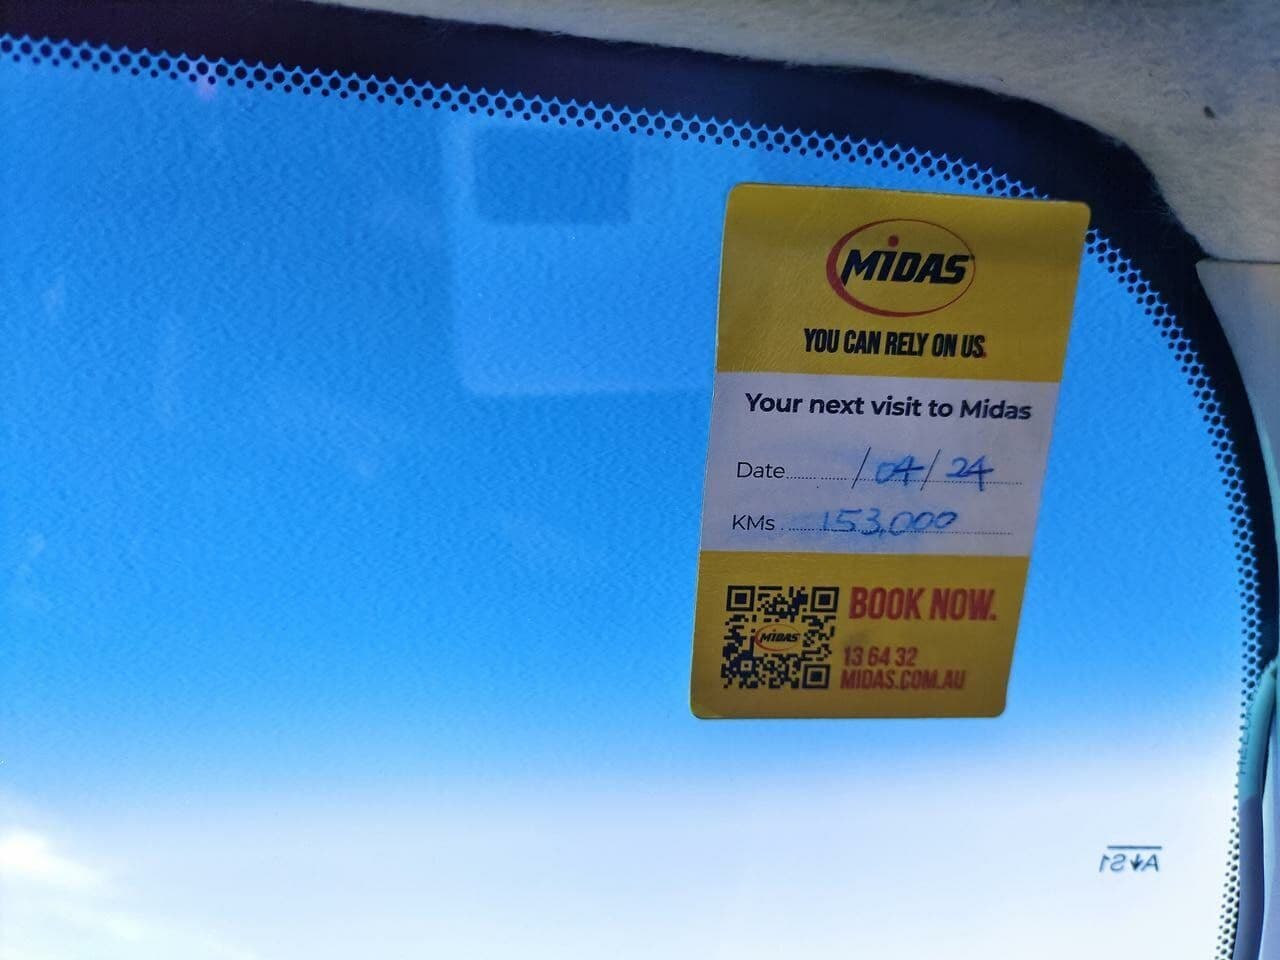 MIDAS
YOU CAN RELY ON US.
Your next visit to Midas
Date........ ....... /04/24
KMs ....153,000
MIDAS
BOOK NOW.
13 64 32
MIDAS.COM.AU
AS1